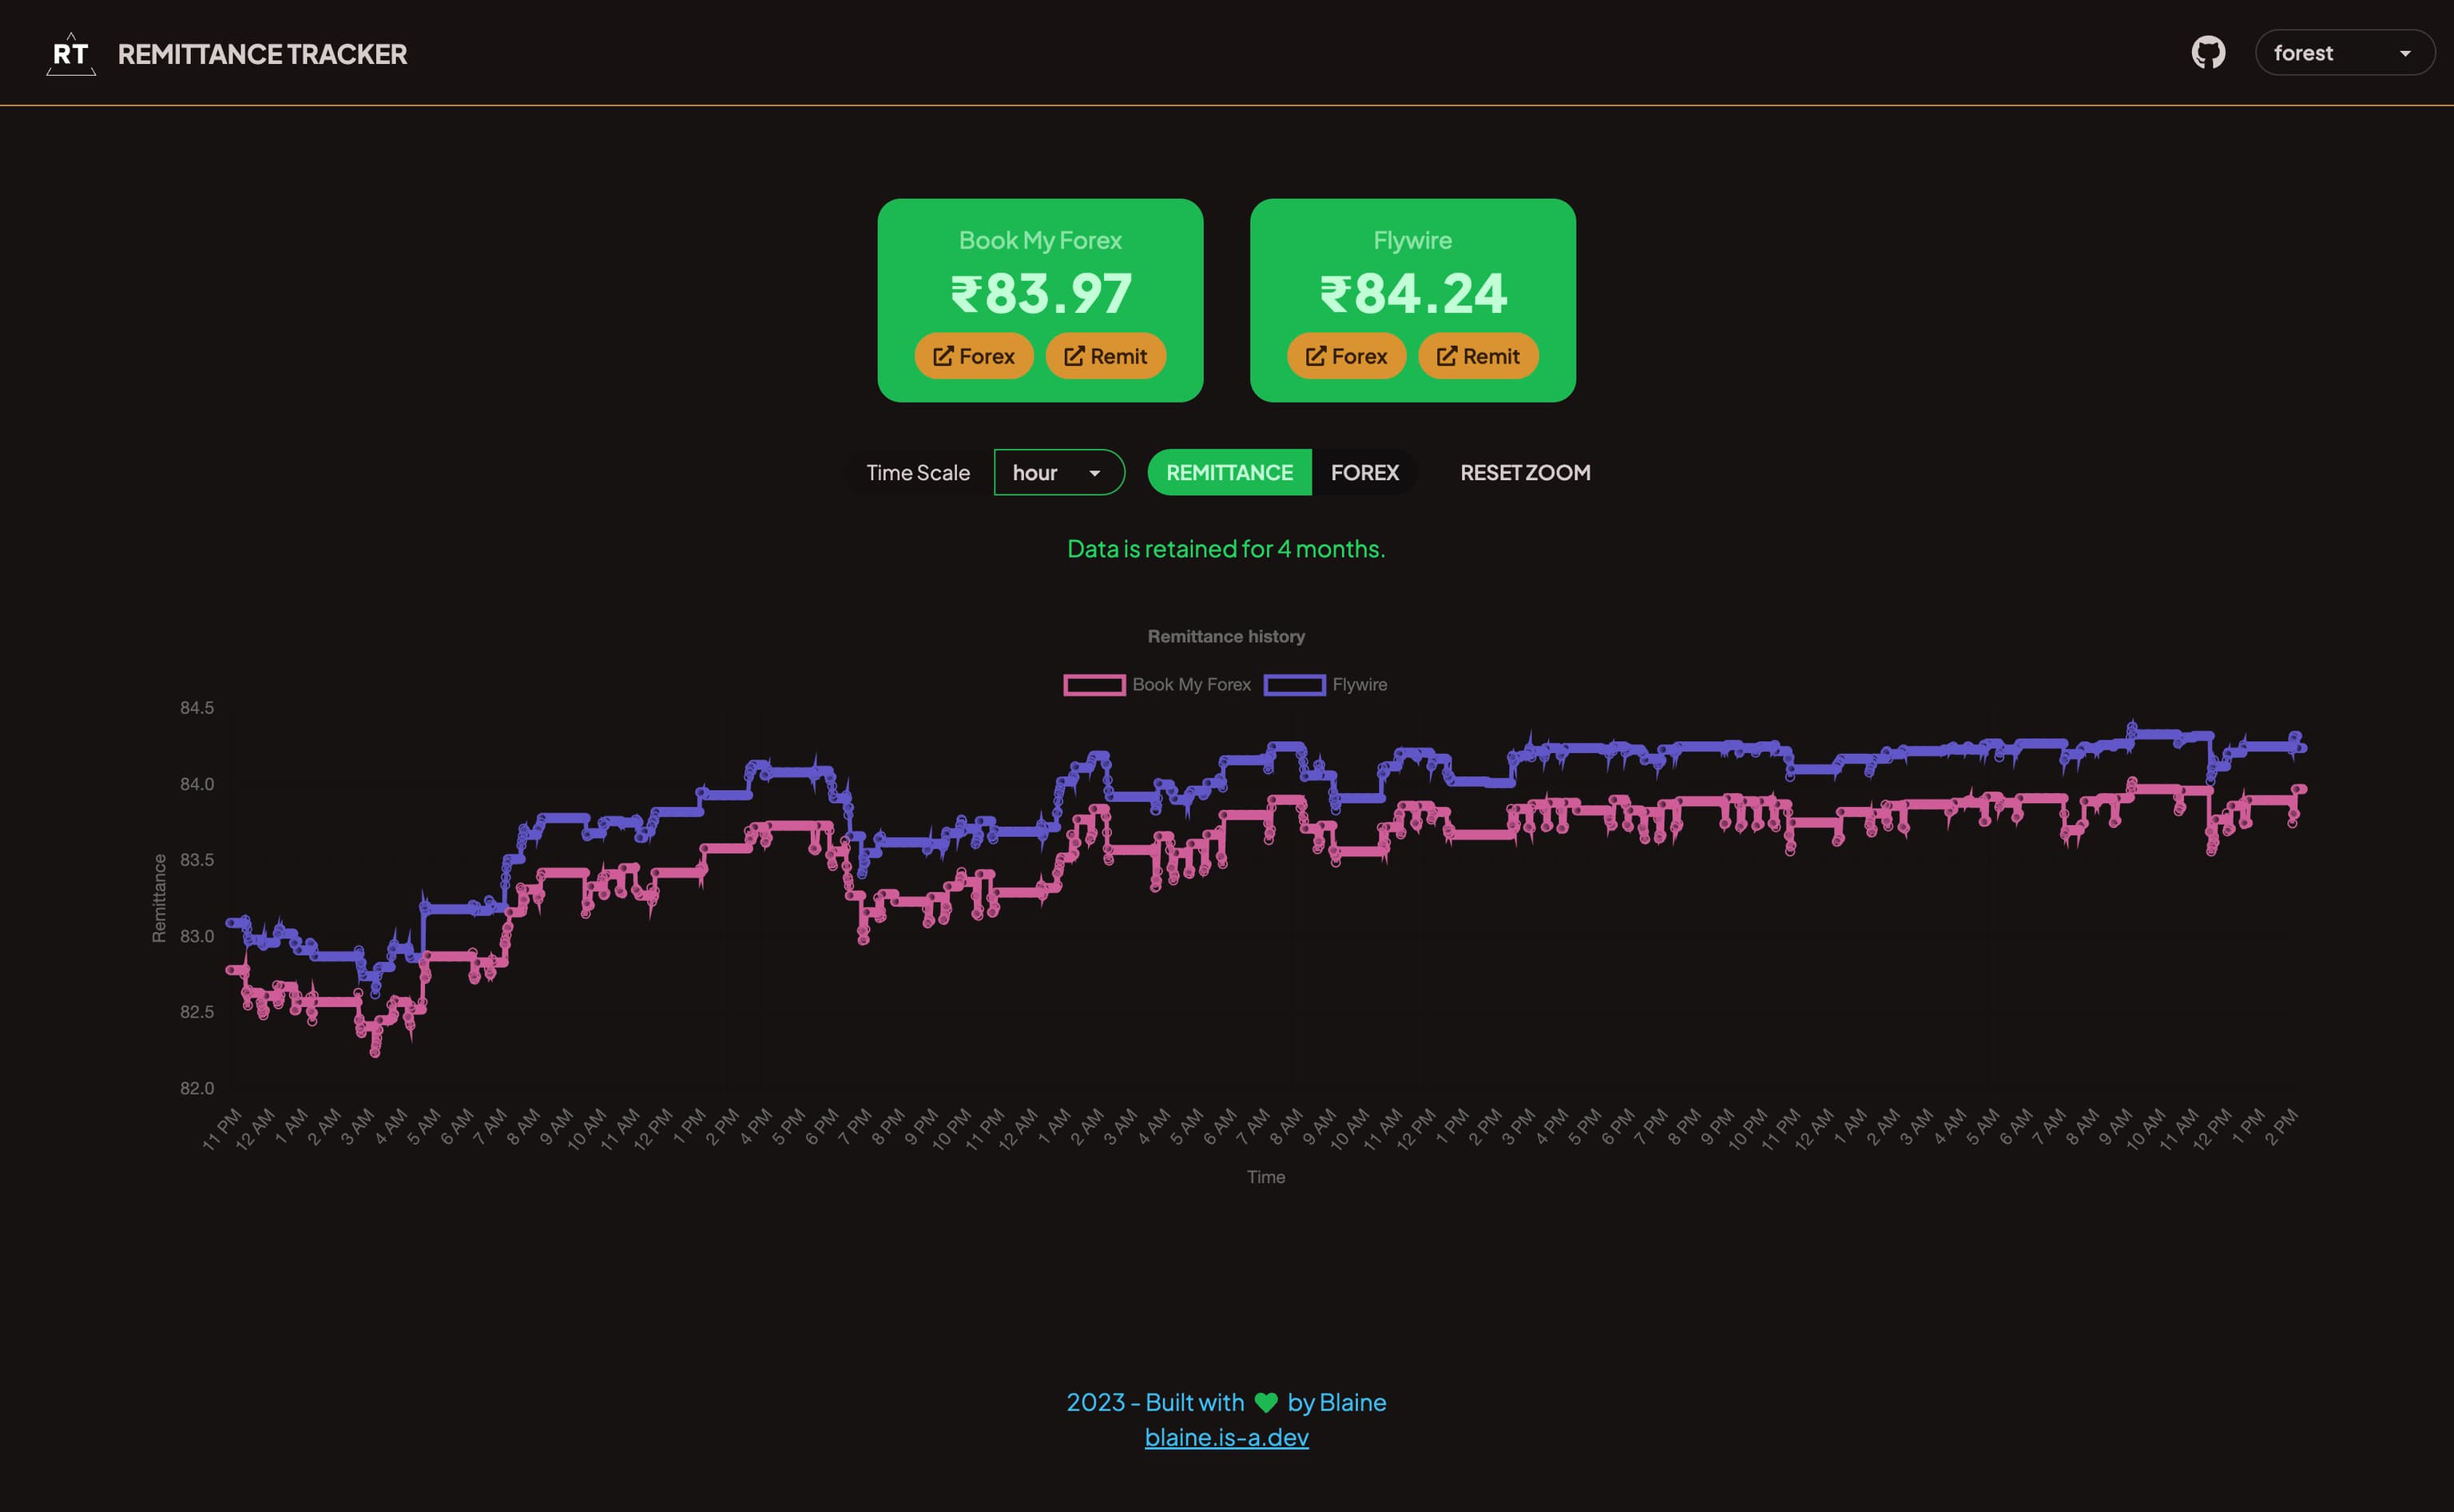 RT REMITTANCE TRACKER
forest
Book My Forex
₹83.97
Forex Remit
Flywire
₹84.24
Forex Remit
Time Scale hour REMITTANCE FOREX RESET ZOOM
Data is retained for 4 months.
Remittance history
Book My Forex Flywire
84.5
84.0
83.5
83.0
82.5
82.0
Remittance
11 PM 12 AM 1 AM 2 AM 3 AM 4 AM 5 AM 6 AM 7 AM 8 AM 9 AM 10 AM 11 AM 12 PM 1 PM 2 PM 4 PM 5 PM 6 PM 7 PM 8 PM 9 PM 10 PM 11 PM 12 AM 1 AM 2 AM 3 AM 4 AM 5 AM 6 AM 7 AM 8 AM 9 AM 10 AM 11 AM 12 PM 1 PM 2 PM 3 PM 4 PM 5 PM 6 PM 7 PM 8 PM 9 PM 10 PM 11 PM 12 AM 1 AM 2 AM 3 AM 4 AM 5 AM 6 AM 7 AM 8 AM 9 AM 10 AM 11 AM 12 PM 1 PM 2 PM
Time
2023 - Built with by Blaine
blaine.is-a.dev